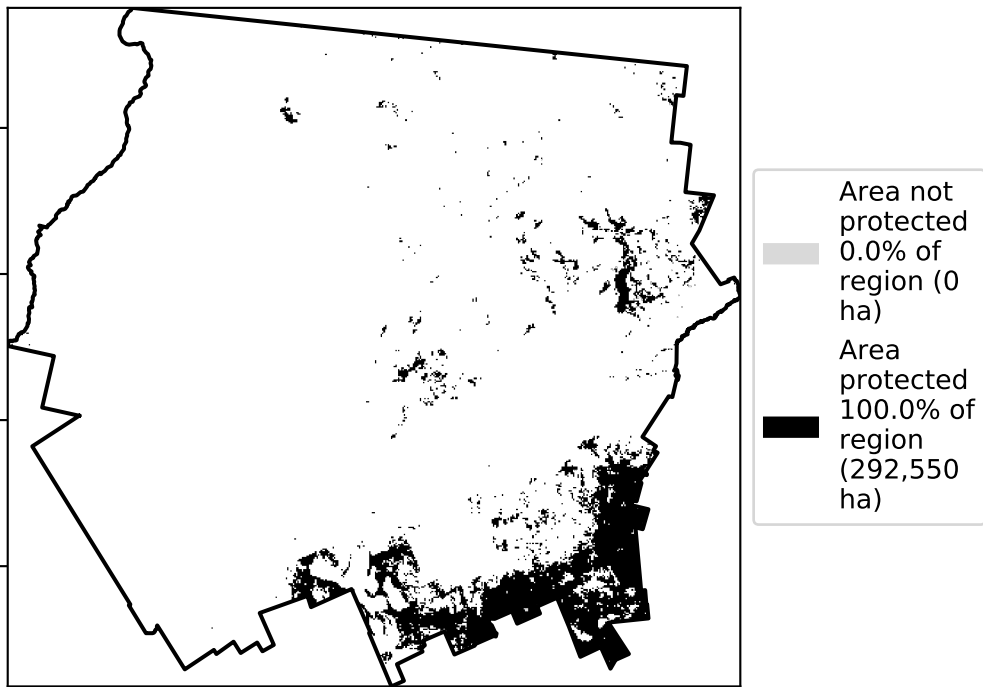 Area not
protected
0.0% of
region (0
ha)
Area
protected
100.0% of
region
(292,550
ha)